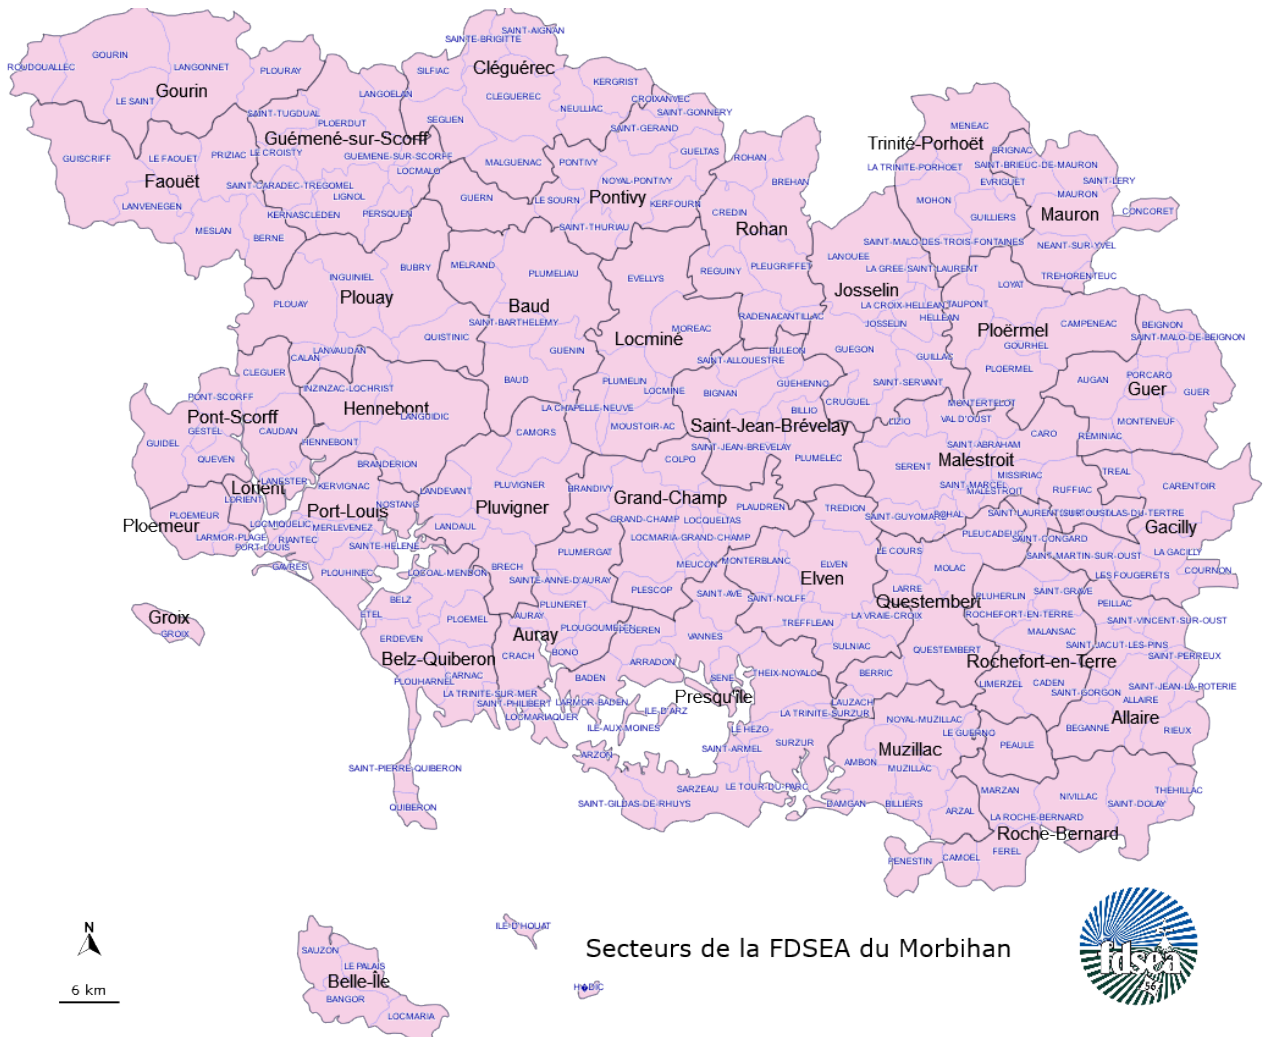 SAINT-AIGNAN
SAINTE-BRIGITTE
GOURIN
ROUDOUALLEC
LANGONNET
PLOURAY
SILFIAC
Cléguérec
KERGRIST
Gourin
LE SAINT
LANGOELAN
CLEGUEREC
CROIXANVEC
NEULLIAC
SAINT-GONNERY
SAINT-TUGDUAL
PLOERDUT
SEGLIEN
SAINT-GERAND
MENEAC
Guémené-sur-Scorff
Trinité-Porhoët
GUISCRIFF
LE FAOUET
PRIZIAC
LE CROISTY
GUEMENE-SUR-SCORFF
MALGUENAC
PONTIVY
GUELTAS
ROHAN
BRIGNAC
LA TRINITE-PORHOET
SAINT-BRIEUC-DE-MAURON
LOCMALO
Faouët
SAINT-CARADEC-TREGOMEL
NOYAL-PONTIVY
BREHAN
EVRIGUET
SAINT-LERY
LIGNOL
GUERN
LE SOURN
Pontivy
KERFOURN
MOHON
MAURON
LANVENEGEN
KERNASCLEDEN
PERSQUEN
CREDIN
GUILLIERS
Mauron
CONCORET
MESLAN
BERNE
SAINT-THURIAU
Rohan
SAINT-MALO-DES-TROIS-FONTAINES
NEANT-SUR-YVEL
LANOUEE
INGUINIEL
BUBRY
MELRAND
PLUMELIAU
EVELLYS
REGUINY
PLEUGRIFFET
LA GREE-SAINT-LAURENT
TREHORENTEUC
LOYAT
PLOUAY
Plouay
Baud
Josselin
LA CROIX-HELLEAN
TAUPONT
RADENAC
LANTILLAC
HELLEAN
SAINT-BARTHELEMY
MOREAC
JOSSELIN
Ploërmel
CAMPENEAC
BEIGNON
QUISTINIC
Locminé
SAINT-MALO-DE-BEIGNON
GOURHEL
LANVAUDAN
CALAN
GUENIN
BULEON
GUEGON
GUILLAC
SAINT-ALLOUESTRE
CLEGUER
PLOERMEL
PORCARO
INZINZAC-LOCHRIST
BAUD
PLUMELIN
LOCMINE
BIGNAN
GUEHENNO
SAINT-SERVANT
AUGAN
Guer
GUER
PONT-SCORFF
CRUGUEL
MONTERTELOT
Hennebont
LANGUIDIC
LA CHAPELLE-NEUVE
BILLIO
Pont-Scorff
LIZIO
VAL D'OUST
MONTENEUF
GESTEL
CAUDAN
CAMORS
MOUSTOIR-AC
Saint-Jean-Brévelay
CARO
REMINIAC
GUIDEL
HENNEBONT
SAINT-JEAN-BREVELAY
SAINT-ABRAHAM
QUEVEN
BRANDERION
COLPO
PLUMELEC
SERENT
Malestroit
TREAL
MISSIRIAC
LANESTER
KERVIGNAC
LANDEVANT
PLUVIGNER
BRANDIVY
SAINT-MARCEL
MALESTROIT
RUFFIAC
CARENTOIR
Lorient
LORIENT
NOSTANG
Grand-Champ
PLOEMEUR
Port-Louis
Pluvigner
PLAUDREN
TREDION
SAINT-GUYOMARD
BOHAL
Ploemeur
LOCMIQUELIC
MERLEVENEZ
LANDAUL
GRAND-CHAMP
LOCQUELTAS
Gacilly
LARMOR-PLAGE
RIANTEC
LOCMARIA-GRAND-CHAMP
PLEUCADEUC
SAINT-CONGARD
PORT-LOUIS
SAINTE-HELENE
PLUMERGAT
LE COURS
SAINT-MARTIN-SUR-OUST
LA GACILLY
GAVRES
PLOUHINEC
LOCOAL-MENDON
BRECH
MEUCON
MONTERBLANC
ELVEN
MOLAC
LES FOUGERETS
COURNON
SAINTE-ANNE-D'AURAY
Elven
LARRE
PLUHERLIN
SAINT-GRAVE
BELZ
PLUNERET
PLESCOP
SAINT-AVE
SAINT-NOLFF
Questembert
PEILLAC
Groix
ETEL
PLOEMEL
AURAY
LA VRAIE-CROIX
ROCHEFORT-EN-TERRE
SAINT-VINCENT-SUR-OUST
GROIX
ERDEVEN
Auray
PLOUGOUMELEN
PLOEREN
VANNES
TREFFLEAN
MALANSAC
SAINT-JACUT-LES-PINS
Belz-Quiberon
CRACH
BONO
ARRADON
SULNIAC
QUESTEMBERT
Rochefort-en-Terre
SAINT-PERREUX
CARNAC
PLOUHARNEL
BADEN
SENE
THEIX-NOYALO
BERRIC
LIMERZEL
CADEN
SAINT-GORGON
SAINT-JEAN-LA-POTERIE
LA TRINITE-SUR-MER
SAINT-PHILIBERT
LARMOR-BADEN
Presqu'île
LAUZACH
ALLAIRE
LOCMARIAQUER
ILE-D'ARZ
LA TRINITE-SURZUR
NOYAL-MUZILLAC
Allaire
ILE-AUX-MOINES
LE HEZO
LE GUERNO
BEGANNE
RIEUX
ARZON
SAINT-ARMEL
SURZUR
Muzillac
PEAULE
SAINT-PIERRE-QUIBERON
AMBON
MUZILLAC
SARZEAU
LE TOUR-DU-PARC
MARZAN
NIVILLAC
THEHILLAC
QUIBERON
SAINT-GILDAS-DE-RHUYS
DAMGAN
BILLIERS
ARZAL
SAINT-DOLAY
LA ROCHE-BERNARD
Roche-Bernard
PENESTIN
CAMOEL
FEREL
N
6 km
ILE-D'HOUAT
SAUZON
LE PALAIS
Belle-Île
BANGOR
LOCMARIA
Secteurs de la FDSEA du Morbihan
fdsea
56